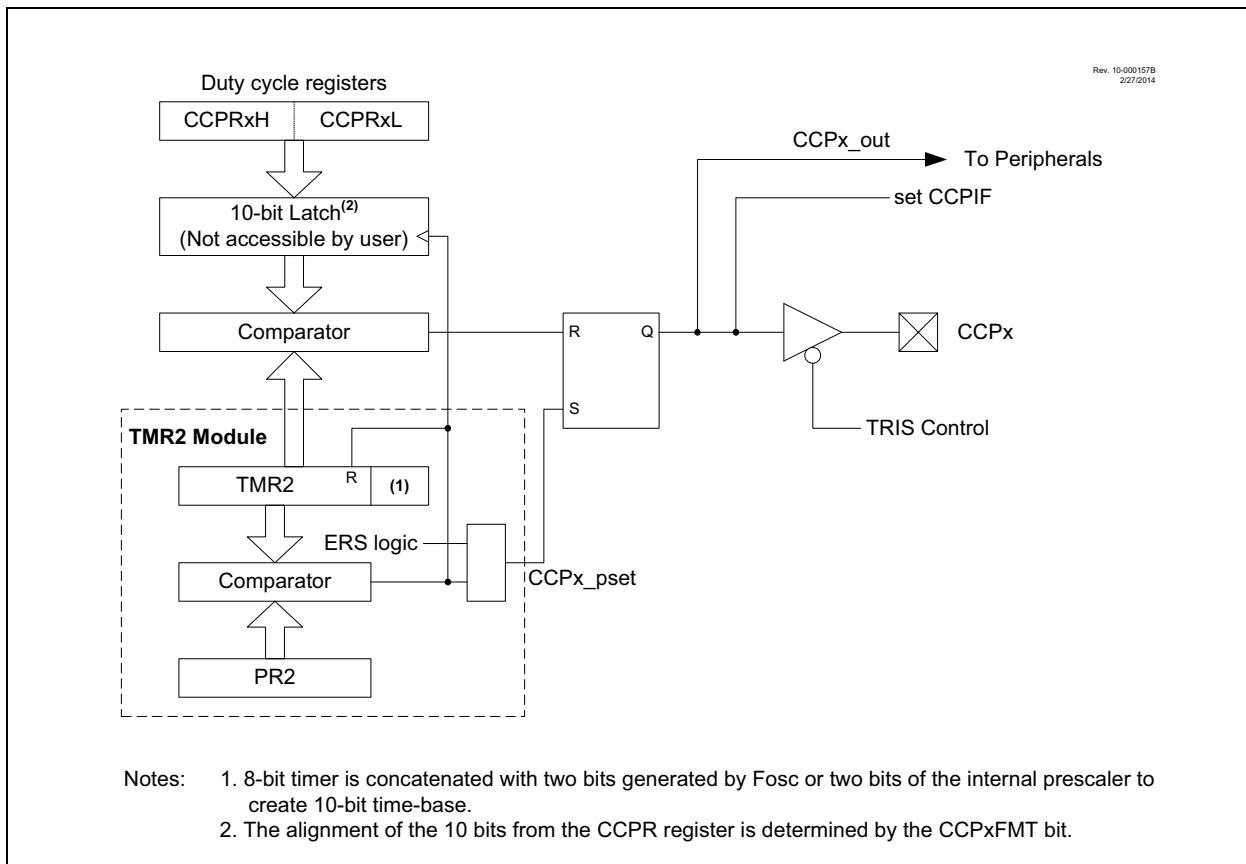 Rev. 10-000157B
2/27/2014
Duty cycle registers
CCPRxH CCPRxL
CCPx_out
To Peripherals
set CCPIF
10-bit Latch(2)
(Not accessible by user)
Comparator
R Q
CCPx
S
TRIS Control
TMR2 Module
TMR2 R (1)
ERS logic
Comparator
CCPx_pset
PR2
Notes: 1. 8-bit timer is concatenated with two bits generated by Fosc or two bits of the internal prescaler to
create 10-bit time-base.
2. The alignment of the 10 bits from the CCPR register is determined by the CCPxFMT bit.